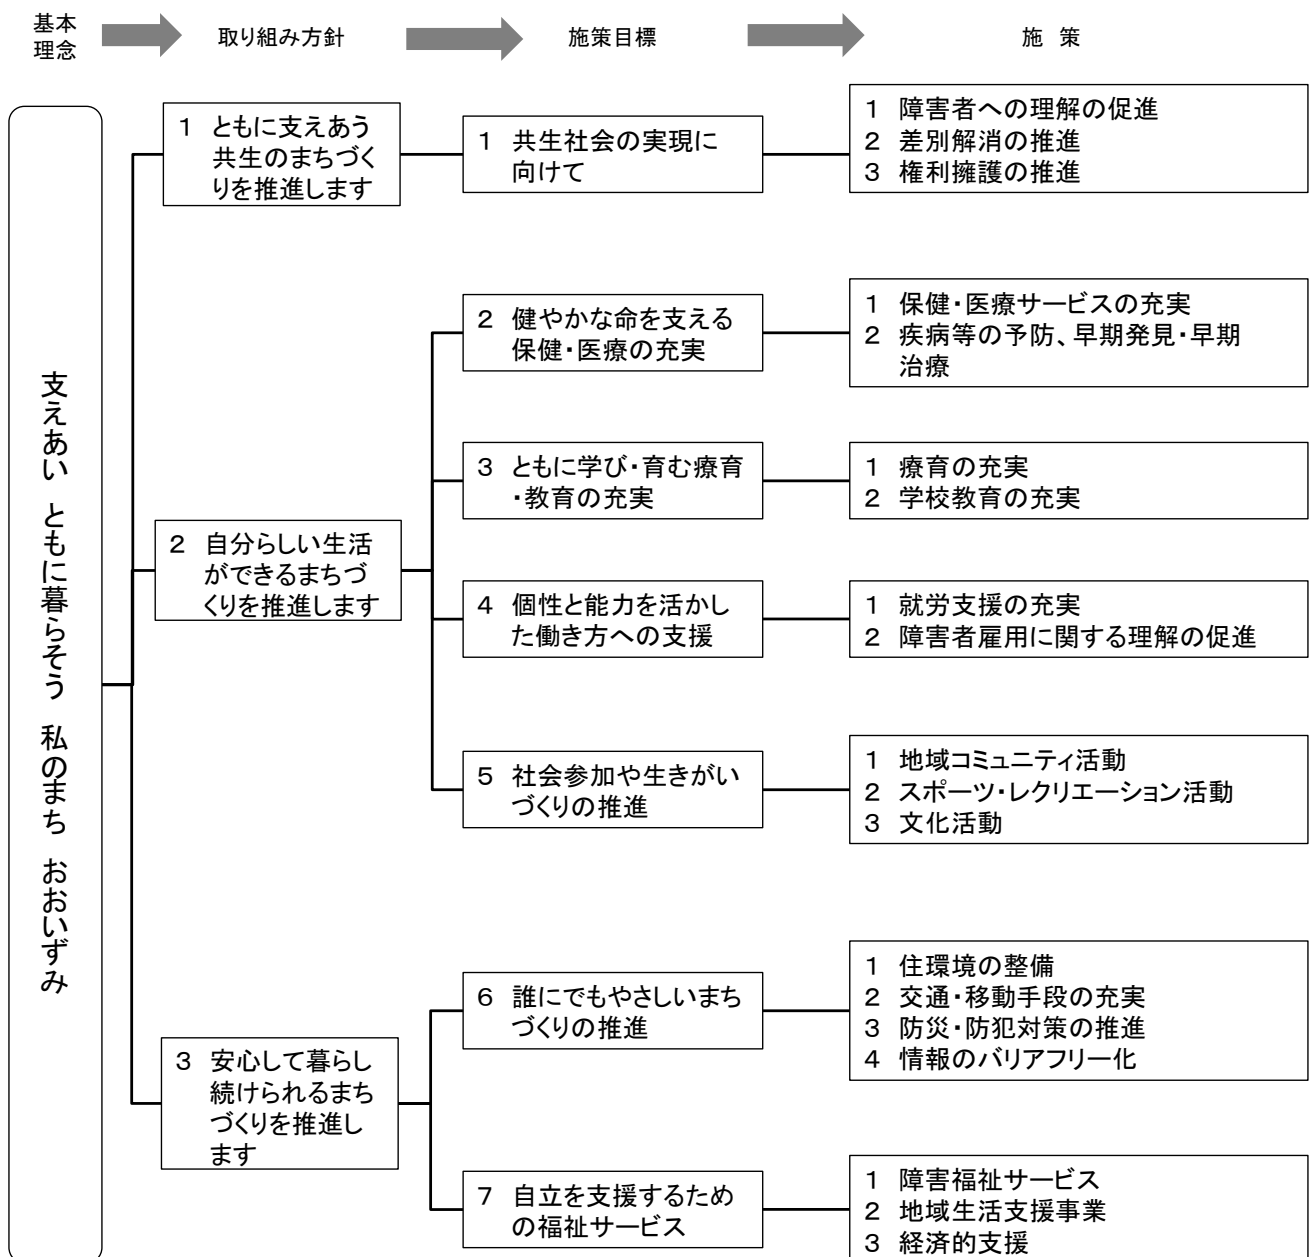 基本
理念
取り組み方針
施策目標
施 策
支えあい ともに暮らそう 私のまち おおいずみ
1 ともに支えあう
共生のまちづく
りを推進します
1 共生社会の実現に
向けて
1 障害者への理解の促進
2 差別解消の推進
3 権利擁護の推進
2 自分らしい生活
ができるまちづ
くりを推進します
2 健やかな命を支える
保健・医療の充実
1 保健・医療サービスの充実
2 疾病等の予防、早期発見・早期
治療
3 ともに学び・育む療育
・教育の充実
1 療育の充実
2 学校教育の充実
4 個性と能力を活かし
た働き方への支援
1 就労支援の充実
2 障害者雇用に関する理解の促進
5 社会参加や生きがい
づくりの推進
1 地域コミュニティ活動
2 スポーツ・レクリエーション活動
3 文化活動
3 安心して暮らし
続けられるまち
づくりを推進し
ます
6 誰にでもやさしいまち
づくりの推進
1 住環境の整備
2 交通・移動手段の充実
3 防災・防犯対策の推進
4 情報のバリアフリー化
7 自立を支援するため
の福祉サービス
1 障害福祉サービス
2 地域生活支援事業
3 経済的支援